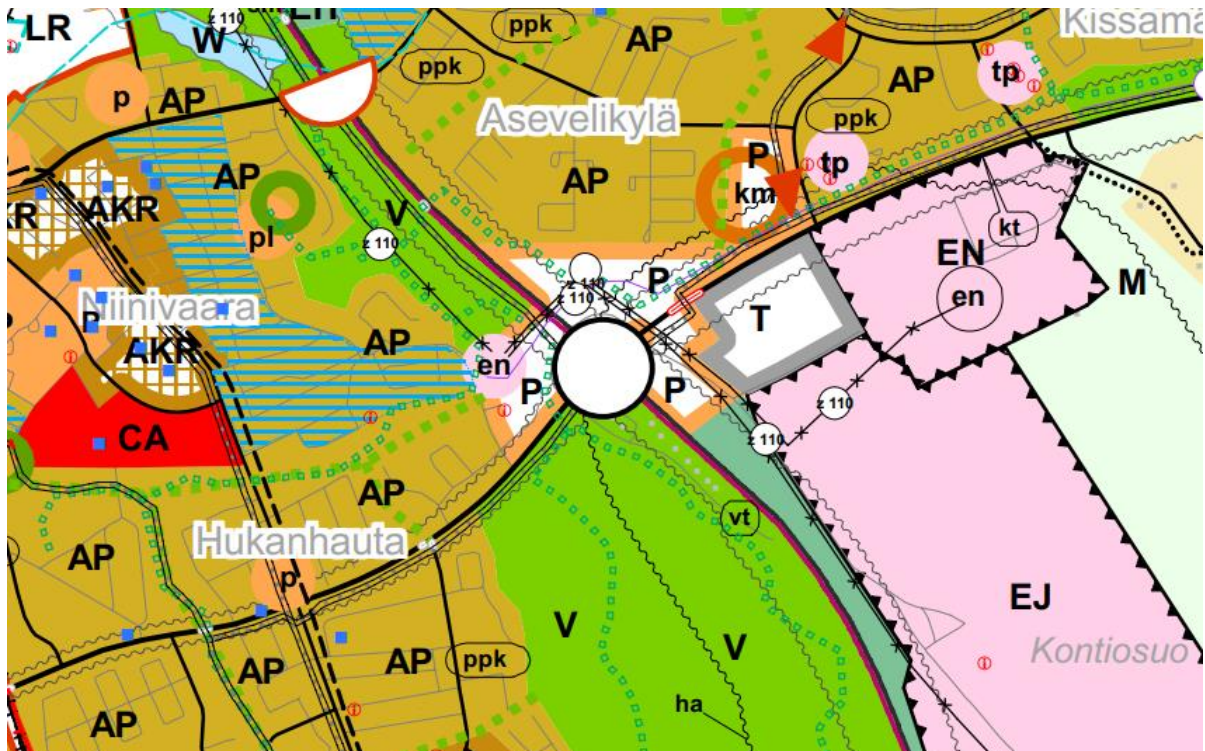 LR
W
z 110
ppk
AP
Kissama
ppk
p
AP
AP
tp
ppk
Asevelikylä
P
tp
AP
AKR
AP
km
kt
V
pl
z 110
EN
M
P
z 110
z 110
en
Niinivaara
T
P
AP
AKR
en
P
P
z 110
CA
z 110
AP
vt
Hukanhauta
AP
p
EJ
V
V
Kontiosuo
AP
AP
ppk
ha
AP